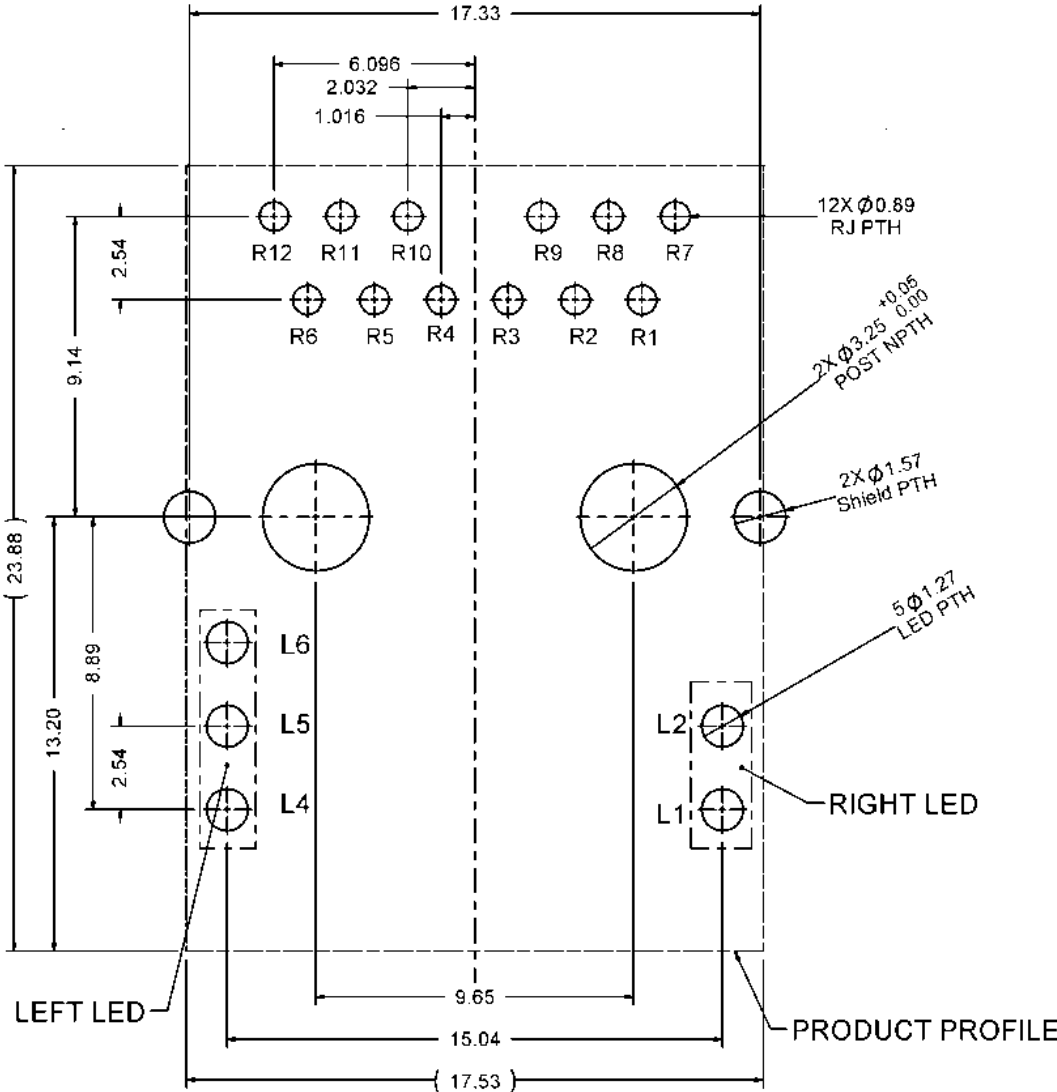 17.33
6.096
2.032
1.016
12X Ø0.89
RJ PTH
R12 R11 R10 R9 R8 R7
2.54
R6 R5 R4 R3 R2 R1
+0.05
2X Ø3.25 0.00
POST NPTH
9.14
2X Ø1.57
Shield PTH
( 23.88 )
5 Ø1.27
LED PTH
L6
8.89
13.20
L5
L2
2.54
L4
L1
RIGHT LED
LEFT LED
9.65
15.04
PRODUCT PROFILE
( 17.53 )